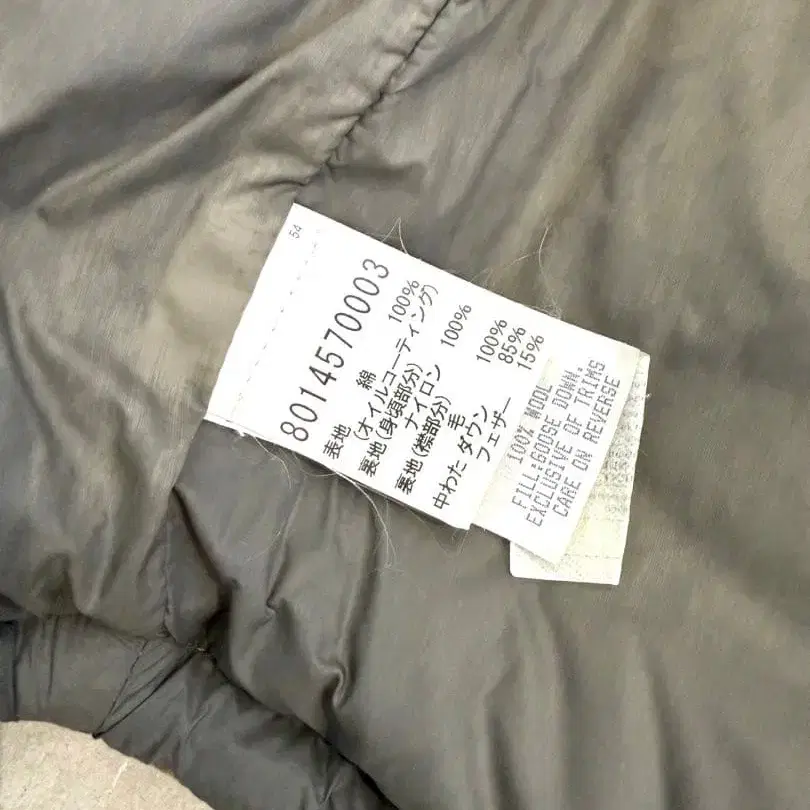 54
8014570003
表地 綿 100%
(オイルコーティング)
裏地(身頃部分)
ナイロン 100%
裏地(襟部分)
毛 100%
中わた ダウン 85%
フェザー 15%
100% WOOL
FILL:GOOSE DOWN.
EXCLUSIVE OF TRIMS
CARE ON REVERSE